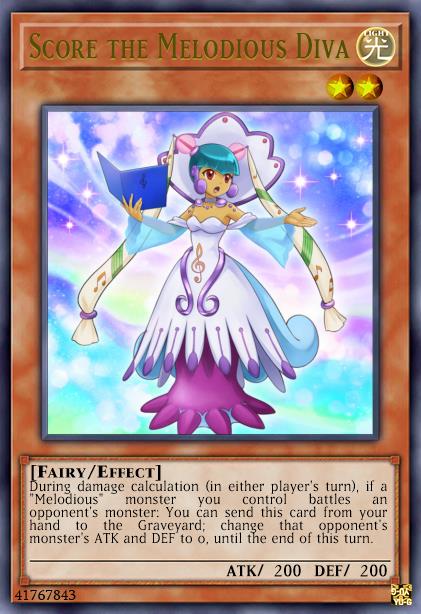 Score the Melodious Diva
LIGHT
光
[Fairy/Effect]
During damage calculation (in either player's turn), if a
"Melodious" monster you control battles an
opponent's monster: You can send this card from your
hand to the Graveyard; change that opponent's
monster's ATK and DEF to 0, until the end of this turn.
ATK/ 200 DEF/ 200
41767843